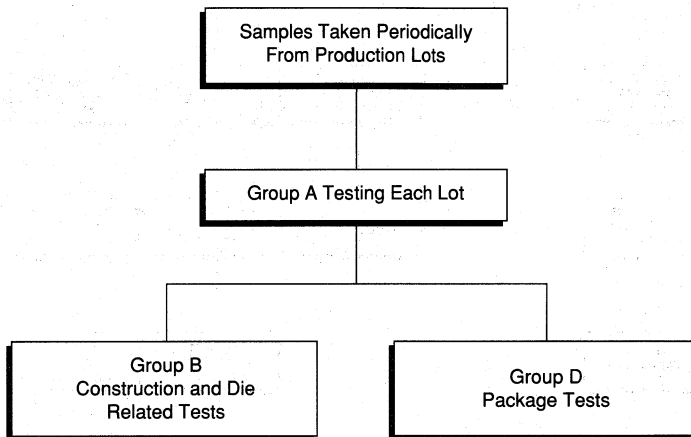 Samples Taken Periodically
From Production Lots
Group A Testing Each Lot
Group B
Construction and Die
Related Tests
Group D
Package Tests